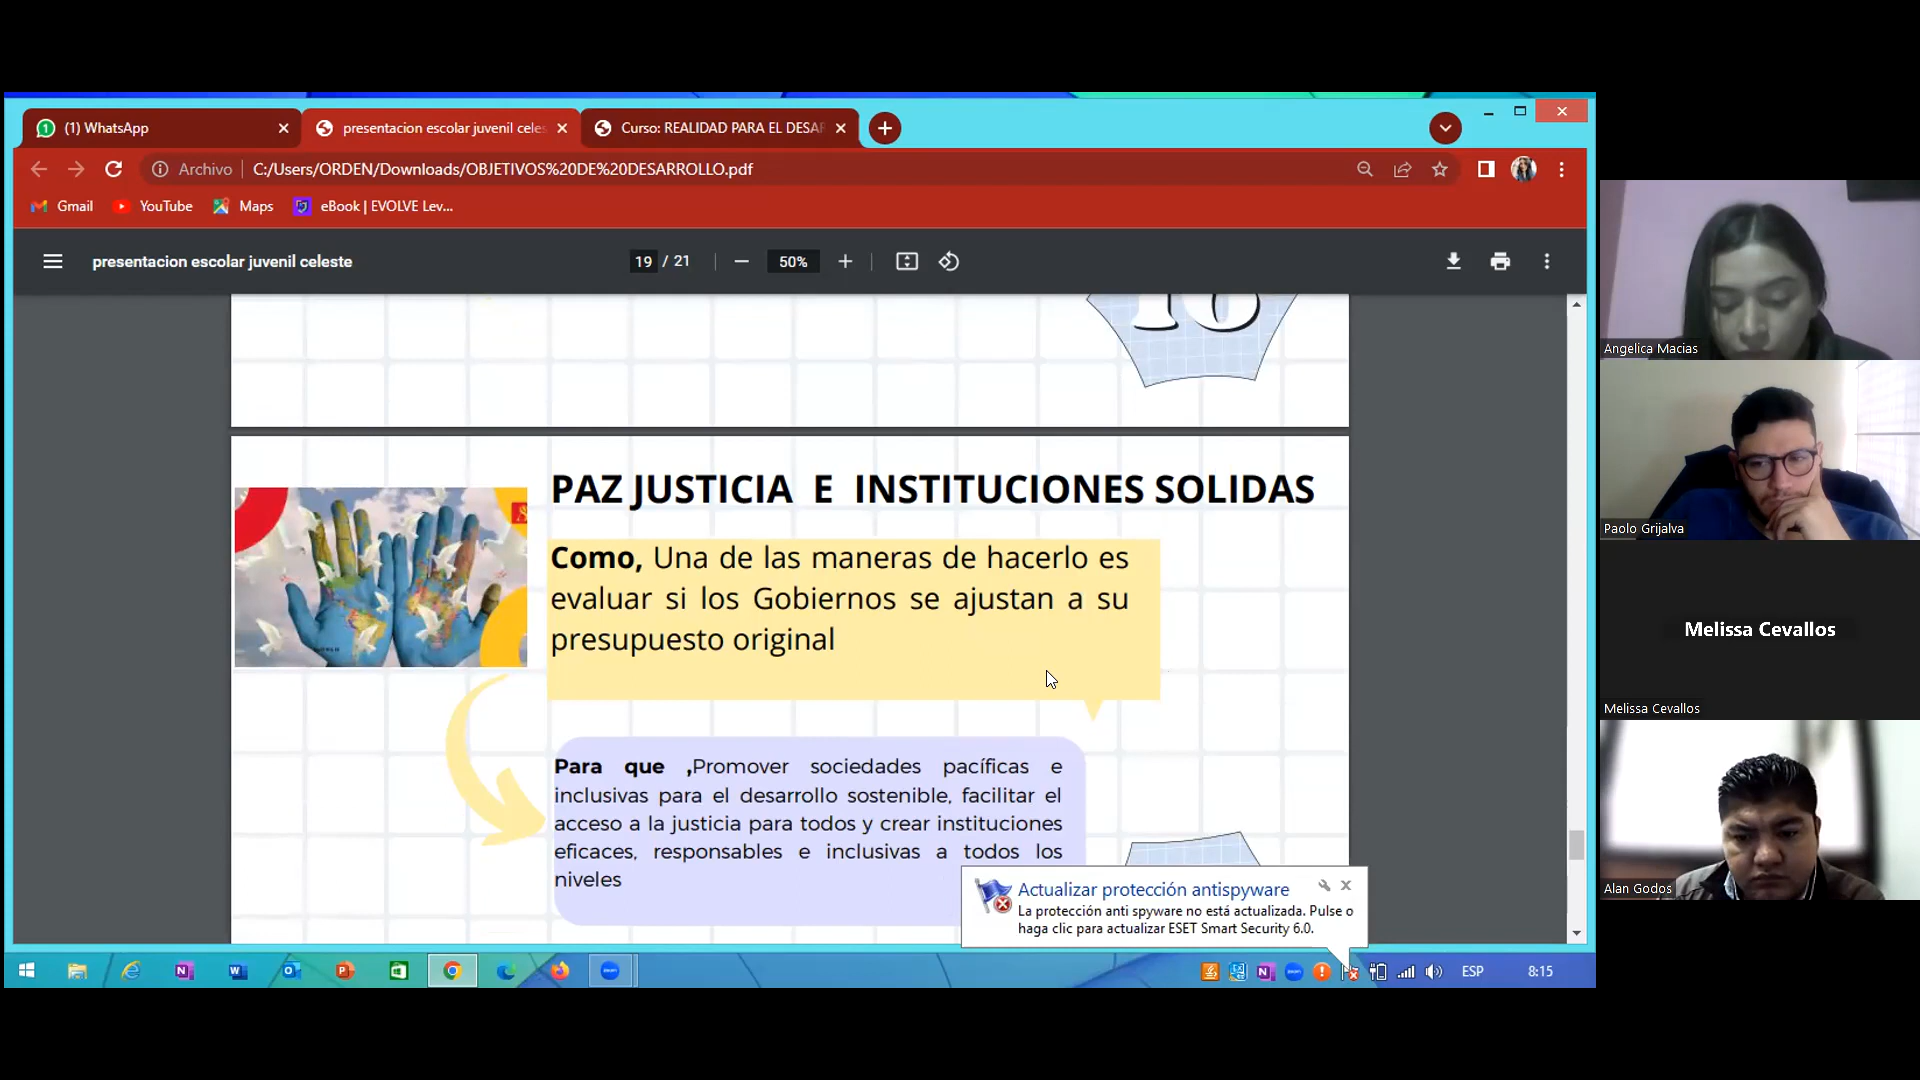 (1) WhatsApp
presentacion escolar juvenil celes
Curso: REALIDAD PARA EL DESAR
Archivo
C:/Users/ORDEN/Downloads/OBJETIVOS%20DE%20DESARROLLO.pdf
Gmail
YouTube
Maps
eBook | EVOLVE Lev...
presentacion escolar juvenil celeste
19 / 21
50%
16
PAZ JUSTICIA E INSTITUCIONES SOLIDAS
Como, Una de las maneras de hacerlo es
evaluar si los Gobiernos se ajustan a su
presupuesto original
Para que ,Promover sociedades pacíficas e
inclusivas para el desarrollo sostenible, facilitar el
acceso a la justicia para todos y crear instituciones
eficaces, responsables e inclusivas a todos los
niveles
Actualizar protección antispyware
La protección anti spyware no está actualizada. Pulse o
haga clic para actualizar ESET Smart Security 6.0.
ESP
8:15
Angelica Macias
Paolo Grijalva
Melissa Cevallos
Melissa Cevallos
Alan Godos